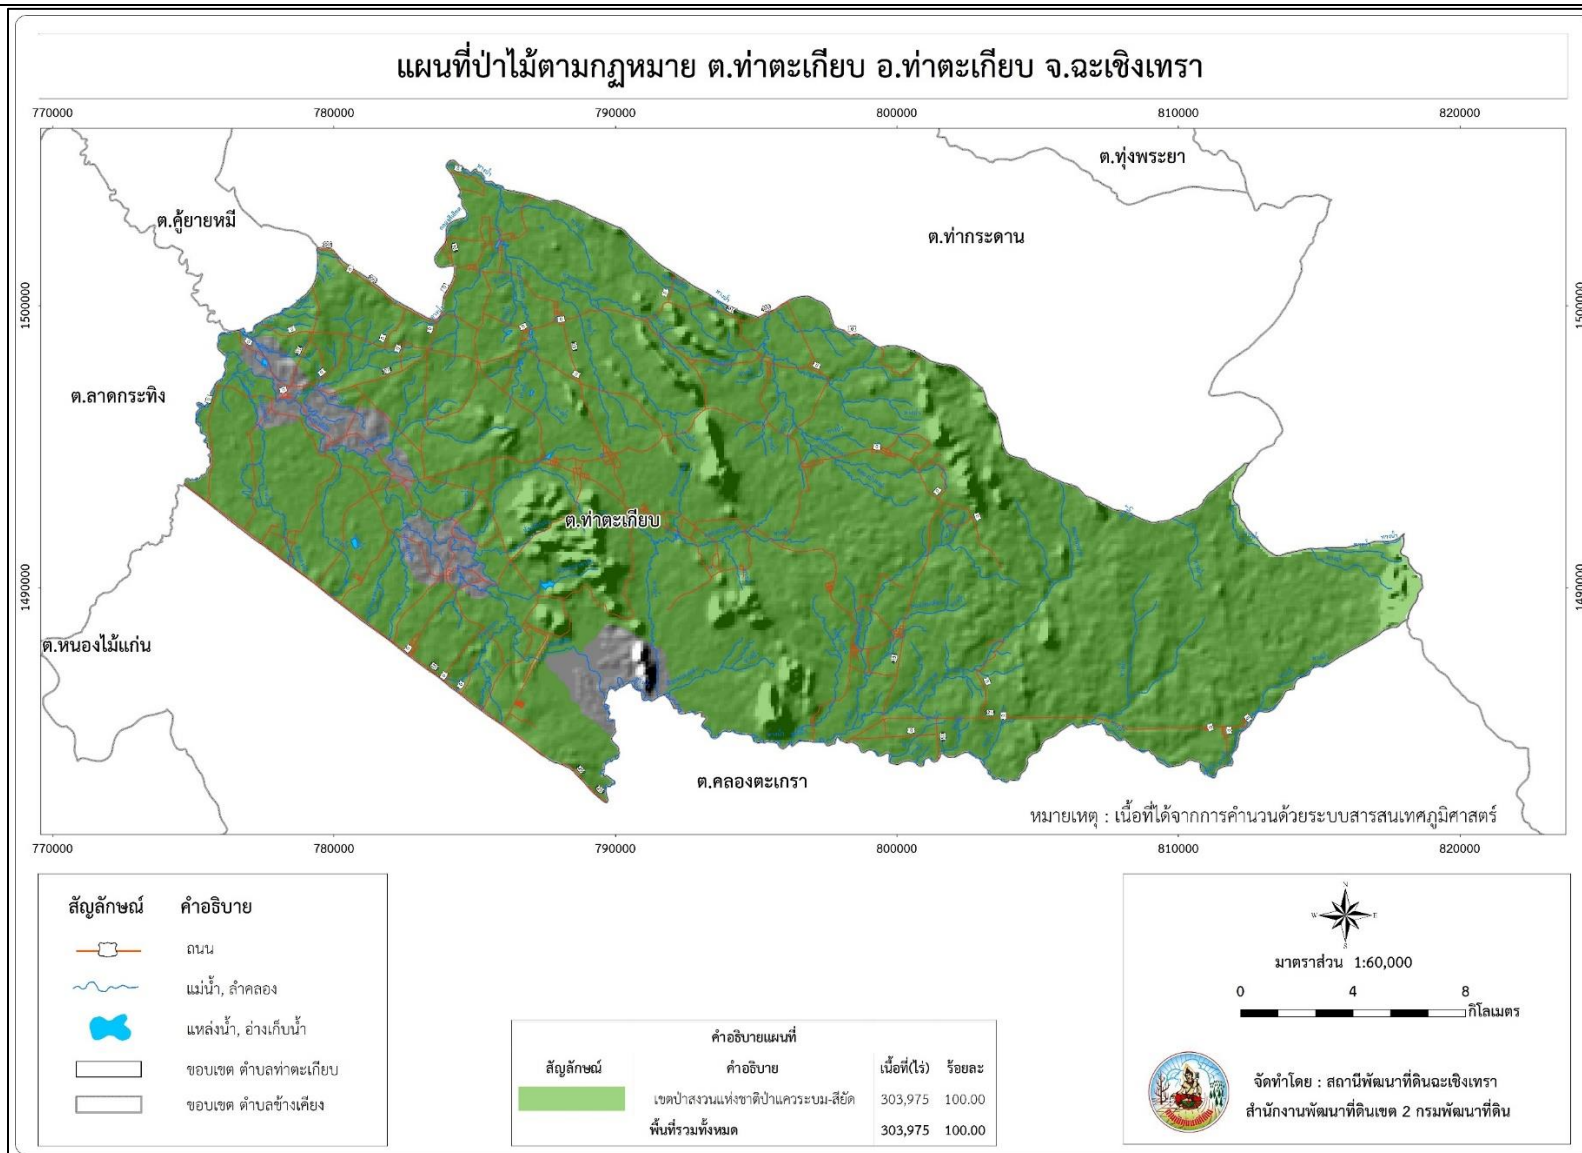 แผนที่ป่าไม้ตามกฏหมาย ต.ท่าตะเกียบ อ.ท่าตะเกียบ จ.ฉะเชิงเทรา
770000 780000 790000 800000 810000 820000
ต.ทุ่งพระยา
ต.คู้ยายหมี
ต.ท่ากระดาน
1500000 1500000
ต.ลาดกระทิง
ต.ท่าตะเกียบ
1490000 1490000
ต.หนองไม้แก่น
ต.คลองตะเกรา
หมายเหตุ : เนื้อที่ได้จากการคำนวนด้วยระบบสารสนเทศภูมิศาสตร์
770000 780000 790000 800000 810000 820000
สัญลักษณ์ คำอธิบาย
ถนน
แม่น้ำ, ลำคลอง
แหล่งน้ำ, อ่างเก็บน้ำ
ขอบเขต ตำบลท่าตะเกียบ
ขอบเขต ตำบลข้างเคียง
คำอธิบายแผนที่
สัญลักษณ์ คำอธิบาย เนื้อที่(ไร่) ร้อยละ
เขตป่าสงวนแห่งชาติป่าแควระบม-สียัด 303,975 100.00
พื้นที่รวมทั้งหมด 303,975 100.00
N
W E
S
มาตราส่วน 1:60,000
0 4 8
กิโลเมตร
จัดทำโดย : สถานีพัฒนาที่ดินฉะเชิงเทรา
สำนักงานพัฒนาที่ดินเขต 2 กรมพัฒนาที่ดิน